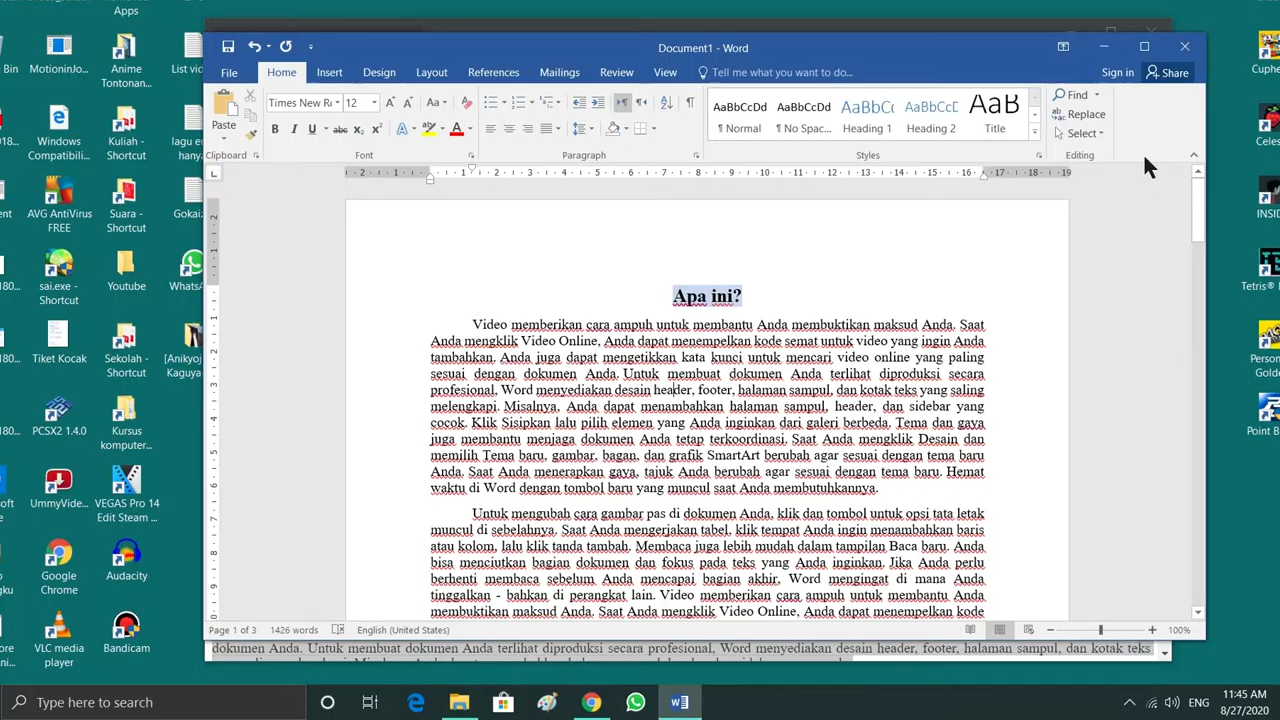 Apps
Bin
MotioninJo...
Anime
Tontonan...
List vid
Document1 - Word
File
Home
Insert
Design
Layout
References
Mailings
Review
View
Tell me what you want to do...
Sign in
Share
Cuphe
Paste
Times New Ro
12
AaBbCcDd
AaBbCcDd
AaBbCc
AaBbCcDd
AaB
¶ Normal
¶ No Spac...
Heading 1
Heading 2
Title
Find
Replace
Select
Clipboard
Font
Paragraph
Styles
Editing
Windows
Compatibili...
Kuliah -
Shortcut
lagu en
hany
Celes
AVG AntiVirus
FREE
Suara -
Shortcut
Gokai
INSID
Apa ini?
Video memberikan cara ampuh untuk membantu Anda membuktikan maksud Anda. Saat
Anda mengklik Video Online, Anda dapat menempelkan kode semat untuk video yang ingin Anda
tambahkan. Anda juga dapat mengetikkan kata kunci untuk mencari video online yang paling
sesuai dengan dokumen Anda. Untuk membuat dokumen Anda terlihat diproduksi secara
profesional, Word menyediakan desain header, footer, halaman sampul, dan kotak teks yang saling
melengkapi. Misalnya, Anda dapat menambahkan halaman sampul, header, dan sidebar yang
cocok. Klik Sisipkan lalu pilih elemen yang Anda inginkan dari galeri berbeda. Tema dan gaya
juga membantu menjaga dokumen Anda tetap terkoordinasi. Saat Anda mengklik Desain dan
memilih Tema baru, gambar, bagan, dan grafik SmartArt berubah agar sesuai dengan tema baru
Anda. Saat Anda menerapkan gaya, tajuk Anda berubah agar sesuai dengan tema baru. Hemat
waktu di Word dengan tombol baru yang muncul saat Anda membutuhkannya.
Untuk mengubah cara gambar pas di dokumen Anda, klik dan tombol untuk opsi tata letak
muncul di sebelahnya. Saat Anda mengerjakan tabel, klik tempat Anda ingin menambahkan baris
atau kolom, lalu klik tanda tambah. Membaca juga lebih mudah dalam tampilan Baca baru. Anda
bisa menciutkan bagian dokumen dan fokus pada teks yang Anda inginkan. Jika Anda perlu
berhenti membaca sebelum Anda mencapai bagian akhir, Word mengingat di mana Anda
tinggalkan - bahkan di perangkat lain. Video memberikan cara ampuh untuk membantu Anda
membuktikan maksud Anda. Saat Anda mengklik Video Online, Anda dapat menempelkan kode
sai.exe -
Shortcut
Youtube
WhatsA
Tetris®
Tiket Kocak
Sekolah -
Shortcut
[Anikyoj
Kaguya
Person
Golden
PCSX2 1.4.0
Kursus
komputer...
Point B
UmmyVide...
VEGAS Pro 14
Edit Steam ...
Google
Chrome
Audacity
VLC media
player
Bandicam
Page 1 of 3
1426 words
English (United States)
100%
dokumen Anda. Untuk membuat dokumen Anda terlihat diproduksi secara profesional, Word menyediakan desain header, footer, halaman sampul, dan kotak teks
Type here to search
ENG
11:45 AM
8/27/2020